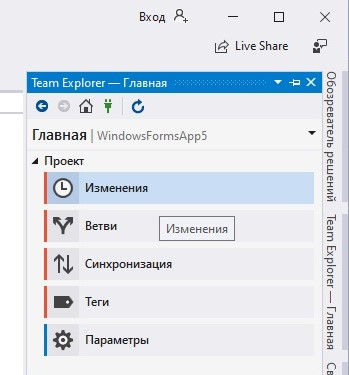 Вход
Live Share
Team Explorer — Главная
Главная | WindowsFormsApp5
Проект
Изменения
Ветви
Изменения
Синхронизация
Теги
Параметры
Обозреватель решений
Team Explorer — Главная
Св